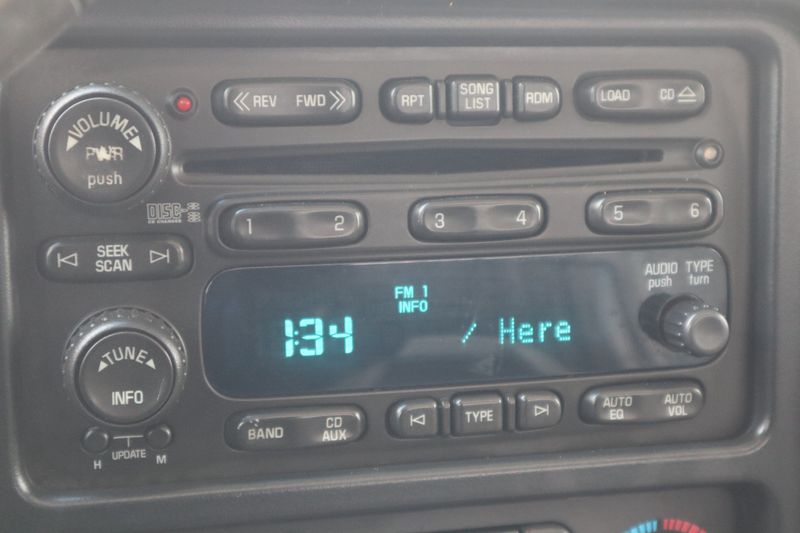 REV FWD
RPT
SONG
LIST
RDM
LOAD CD
VOLUME
PWR
push
DISC
1 2
3 4
5 6
SEEK
SCAN
AUDIO TYPE
push turn
FM 1
INFO
1:34 / Here
TUNE
INFO
H UPDATE M
BAND
CD
AUX
TYPE
AUTO
EQ
AUTO
VOL